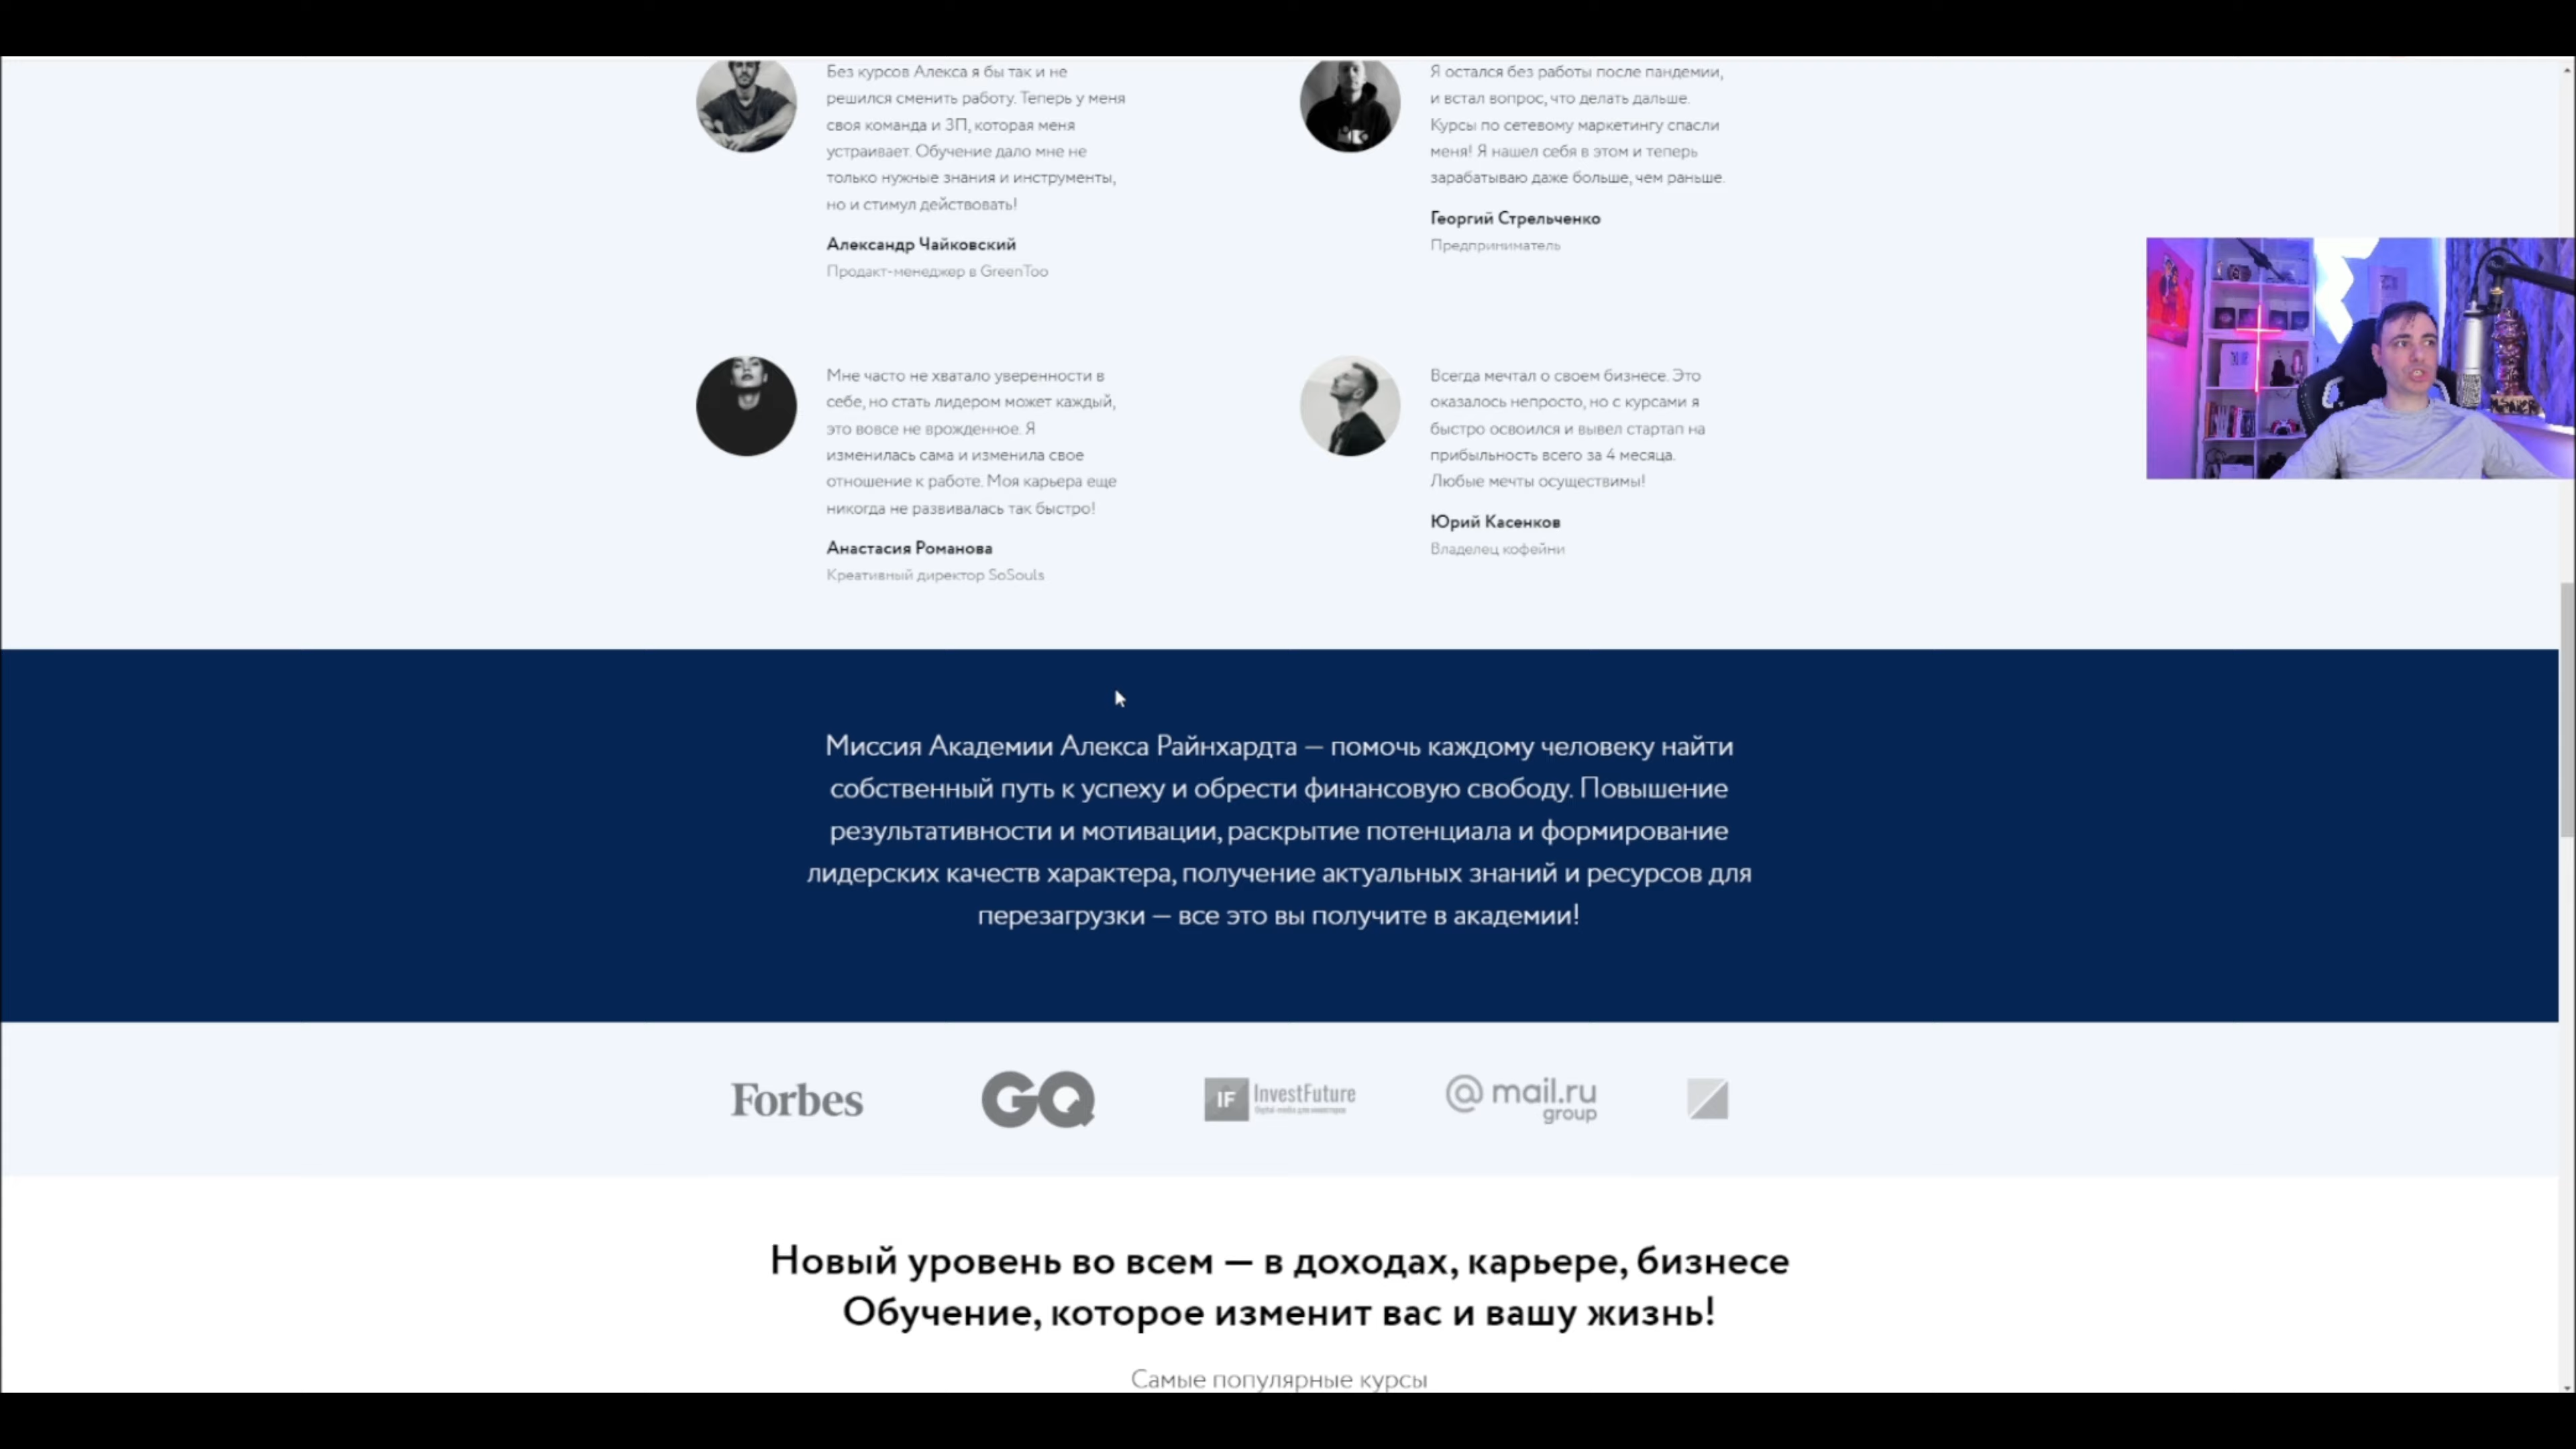 Без курсов Алекса я бы так и не
решился сменить работу. Теперь у меня
своя команда и ЗП, которая меня
устраивает. Обучение дало мне не
только нужные знания и инструменты,
но и стимул действовать!
Александр Чайковский
Продакт-менеджер в GreenToo
Я остался без работы после пандемии,
и встал вопрос, что делать дальше.
Курсы по сетевому маркетингу спасли
меня! Я нашел себя в этом и теперь
зарабатываю даже больше, чем раньше.
Георгий Стрельченко
Предприниматель
Мне часто не хватало уверенности в
себе, но стать лидером может каждый,
это вовсе не врожденное. Я
изменилась сама и изменила свое
отношение к работе. Моя карьера еще
никогда не развивалась так быстро!
Анастасия Романова
Креативный директор SoSouls
Всегда мечтал о своем бизнесе. Это
оказалось непросто, но с курсами я
быстро освоился и вывел стартап на
прибыльность всего за 4 месяца.
Любые мечты осуществимы!
Юрий Касенков
Владелец кофейни
Миссия Академии Алекса Райнхардта — помочь каждому человеку найти
собственный путь к успеху и обрести финансовую свободу. Повышение
результативности и мотивации, раскрытие потенциала и формирование
лидерских качеств характера, получение актуальных знаний и ресурсов для
перезагрузки — все это вы получите в академии!
Forbes
GQ
IF InvestFuture
Digital-media для инвесторов
@mail.ru
group
Новый уровень во всем — в доходах, карьере, бизнесе
Обучение, которое изменит вас и вашу жизнь!
Самые популярные курсы